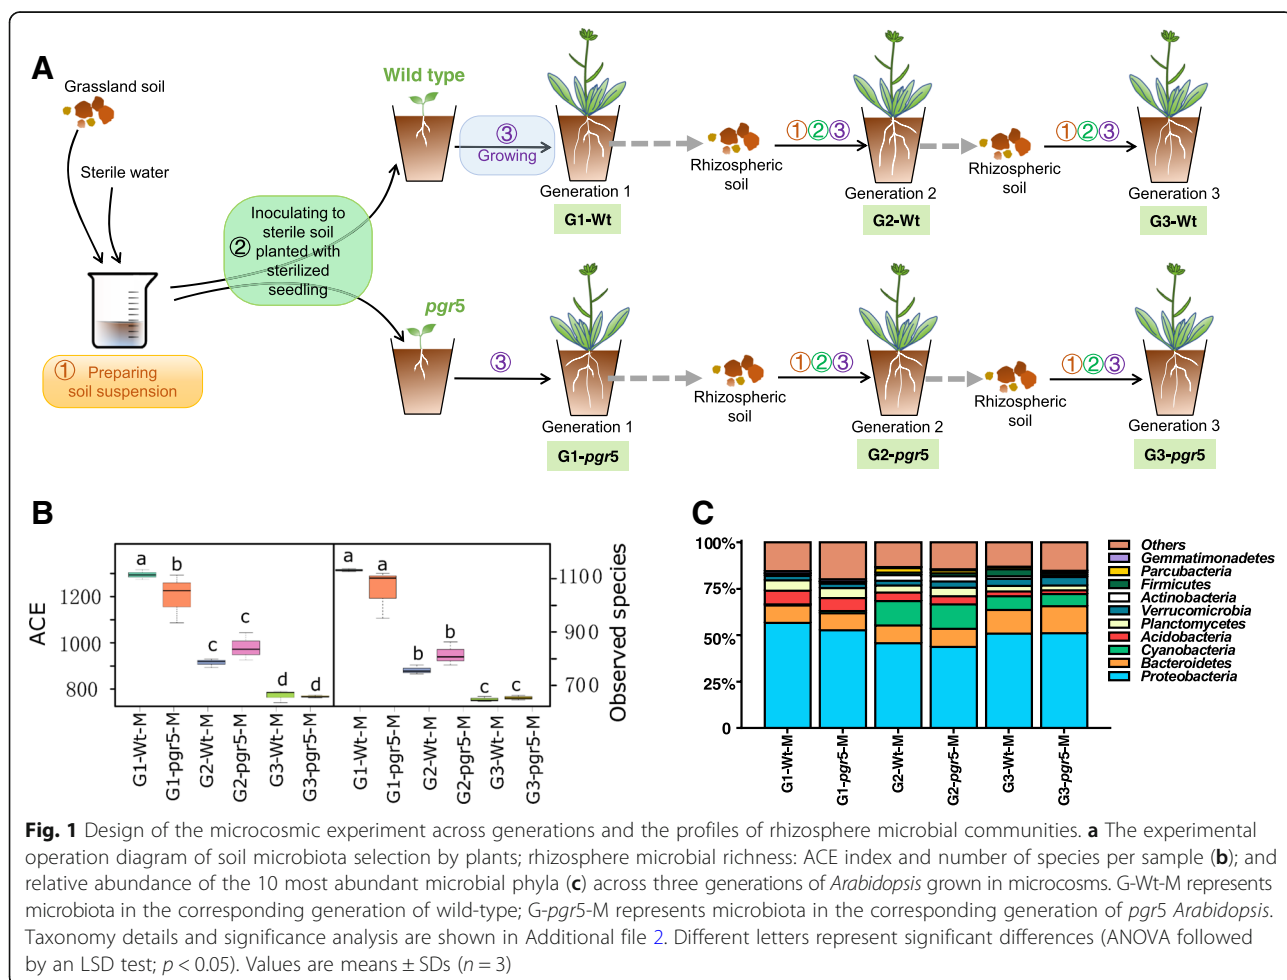 A
Grassland soil
Sterile water
① Preparing
soil suspension
② Inoculating to
sterile soil
planted with
sterilized
seedling
Wild type
③
Growing
Generation 1
G1-Wt
Rhizospheric
soil
①②③
Generation 2
G2-Wt
Rhizospheric
soil
①②③
Generation 3
G3-Wt
pgr5
③
Generation 1
G1-pgr5
Rhizospheric
soil
①②③
Generation 2
G2-pgr5
Rhizospheric
soil
①②③
Generation 3
G3-pgr5
B
ACE
1200
1000
800
a
b
c
c
d
d
a
a
b
b
c
c
1100
900
700
Observed species
G1-Wt-M
G1-pgr5-M
G2-Wt-M
G2-pgr5-M
G3-Wt-M
G3-pgr5-M
G1-Wt-M
G1-pgr5-M
G2-Wt-M
G2-pgr5-M
G3-Wt-M
G3-pgr5-M
C
100%
75%
50%
25%
0
G1-Wt-M
G1-pgr5-M
G2-Wt-M
G2-pgr5-M
G3-Wt-M
G3-pgr5-M
Others
Gemmatimonadetes
Parcubacteria
Firmicutes
Actinobacteria
Verrucomicrobia
Planctomycetes
Acidobacteria
Cyanobacteria
Bacteroidetes
Proteobacteria
Fig. 1 Design of the microcosmic experiment across generations and the profiles of rhizosphere microbial communities. a The experimental
operation diagram of soil microbiota selection by plants; rhizosphere microbial richness: ACE index and number of species per sample (b); and
relative abundance of the 10 most abundant microbial phyla (c) across three generations of Arabidopsis grown in microcosms. G-Wt-M represents
microbiota in the corresponding generation of wild-type; G-pgr5-M represents microbiota in the corresponding generation of pgr5 Arabidopsis.
Taxonomy details and significance analysis are shown in Additional file 2. Different letters represent significant differences (ANOVA followed
by an LSD test; p < 0.05). Values are means ± SDs (n = 3)